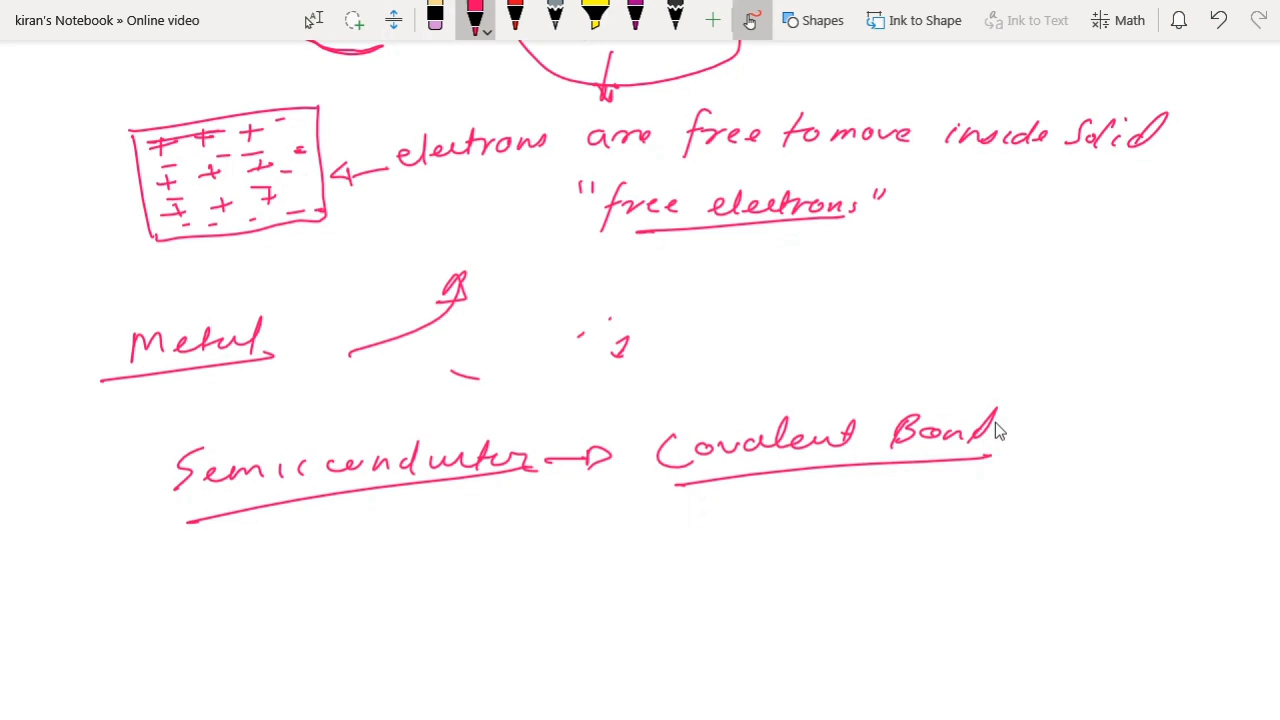 kiran's Notebook » Online video
Shapes
Ink to Shape
Ink to Text
Math
electrons are free to move inside solid
"free electrons"
Metal
Semiconductor → Covalent Bond